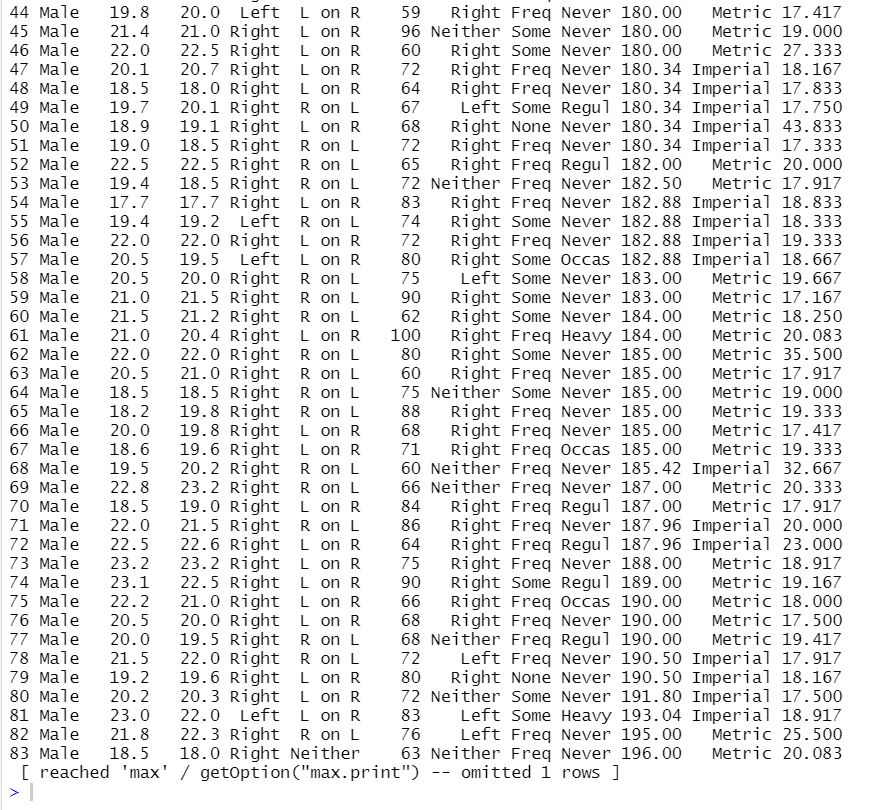 44 Male   19.8   20.0  Left  L on R    59   Right Freq Never 180.00   Metric 17.417
45 Male   21.4   21.0 Right  L on R    96 Neither Some Never 180.00   Metric 19.000
46 Male   22.0   22.5 Right  L on R    60   Right Some Never 180.00   Metric 27.333
47 Male   20.1   20.7 Right  L on R    72   Right Freq Never 180.34 Imperial 18.167
48 Male   18.5   18.0 Right  L on R    64   Right Freq Never 180.34 Imperial 17.833
49 Male   19.7   20.1 Right  R on L    67    Left Some Regul 180.34 Imperial 17.750
50 Male   18.9   19.1 Right  L on R    68   Right None Never 180.34 Imperial 43.833
51 Male   19.0   18.5 Right  L on R    72   Right Freq Never 180.34 Imperial 17.333
52 Male   22.5   22.5 Right  R on L    65   Right Freq Regul 182.00   Metric 20.000
53 Male   19.4   18.5 Right  R on L    72 Neither Freq Never 182.50   Metric 17.917
54 Male   17.7   17.7 Right  L on R    83   Right Freq Never 182.88 Imperial 18.833
55 Male   19.4   19.2  Left  R on L    74   Right Some Never 182.88 Imperial 18.333
56 Male   22.0   22.0 Right  L on R    72   Right Freq Never 182.88 Imperial 19.333
57 Male   20.5   19.5  Left  L on R    80   Right Some Occas 182.88 Imperial 18.667
58 Male   20.5   20.0 Right  R on L    75    Left Some Never 183.00   Metric 19.667
59 Male   21.0   21.5 Right  R on L    90   Right Some Never 183.00   Metric 17.167
60 Male   21.5   21.2 Right  R on L    62   Right Some Never 184.00   Metric 18.250
61 Male   21.0   20.4 Right  L on R   100   Right Freq Heavy 184.00   Metric 20.083
62 Male   22.0   22.0 Right  R on L    80   Right Some Never 185.00   Metric 35.500
63 Male   20.5   21.0 Right  R on L    60   Right Freq Never 185.00   Metric 17.917
64 Male   18.5   18.5 Right  R on L    75 Neither Some Never 185.00   Metric 19.000
65 Male   18.2   19.8 Right  R on L    88   Right Freq Never 185.00   Metric 19.333
66 Male   20.0   19.8 Right  L on R    68   Right Freq Never 185.00   Metric 17.417
67 Male   18.6   19.6 Right  L on R    71   Right Freq Occas 185.00   Metric 19.333
68 Male   19.5   20.2 Right  R on L    60 Neither Freq Never 185.42 Imperial 32.667
69 Male   22.8   23.2 Right  R on L    66 Neither Freq Never 187.00   Metric 20.333
70 Male   18.5   19.0 Right  L on R    84   Right Freq Regul 187.00   Metric 17.917
71 Male   22.0   21.5 Right  R on L    86   Right Freq Never 187.96 Imperial 20.000
72 Male   22.5   22.6 Right  L on R    64   Right Freq Regul 187.96 Imperial 23.000
73 Male   23.2   23.2 Right  L on R    75   Right Freq Never 188.00   Metric 18.917
74 Male   23.1   22.5 Right  L on R    90   Right Some Regul 189.00   Metric 19.167
75 Male   22.2   21.0 Right  L on R    66   Right Freq Occas 190.00   Metric 18.000
76 Male   20.5   20.0 Right  R on L    68   Right Freq Never 190.00   Metric 17.500
77 Male   20.0   19.5 Right  R on L    68 Neither Freq Regul 190.00   Metric 19.417
78 Male   21.5   22.0 Right  R on L    72    Left Freq Never 190.50 Imperial 17.917
79 Male   19.2   19.6 Right  L on R    80   Right None Never 190.50 Imperial 18.167
80 Male   20.2   20.3 Right  L on R    72 Neither Some Never 191.80 Imperial 17.500
81 Male   23.0   22.0  Left  L on R    83    Left Some Heavy 193.04 Imperial 18.917
82 Male   21.8   22.3 Right  R on L    76    Left Freq Never 195.00   Metric 25.500
83 Male   18.5   18.0 Right Neither    63 Neither Freq Never 196.00   Metric 20.083
[ reached 'max' / getOption("max.print") -- omitted 1 rows ]
>